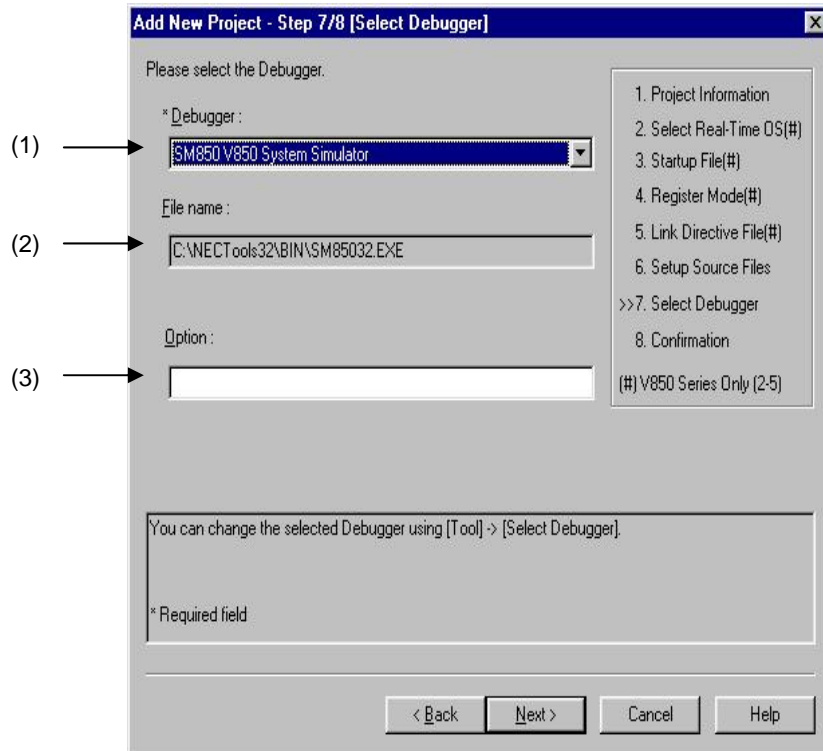 Add New Project - Step 7/8 [Select Debugger]
Please select the Debugger.
* Debugger :
(1)
SM850 V850 System Simulator
File name :
(2)
C:\NECTools32\BIN\SM85032.EXE
Option :
(3)
1. Project Information
2. Select Real-Time OS(#)
3. Startup File(#)
4. Register Mode(#)
5. Link Directive File(#)
6. Setup Source Files
>>7. Select Debugger
8. Confirmation
(#) V850 Series Only (2-5)
You can change the selected Debugger using [Tool] -> [Select Debugger].
* Required field
< Back
Next >
Cancel
Help